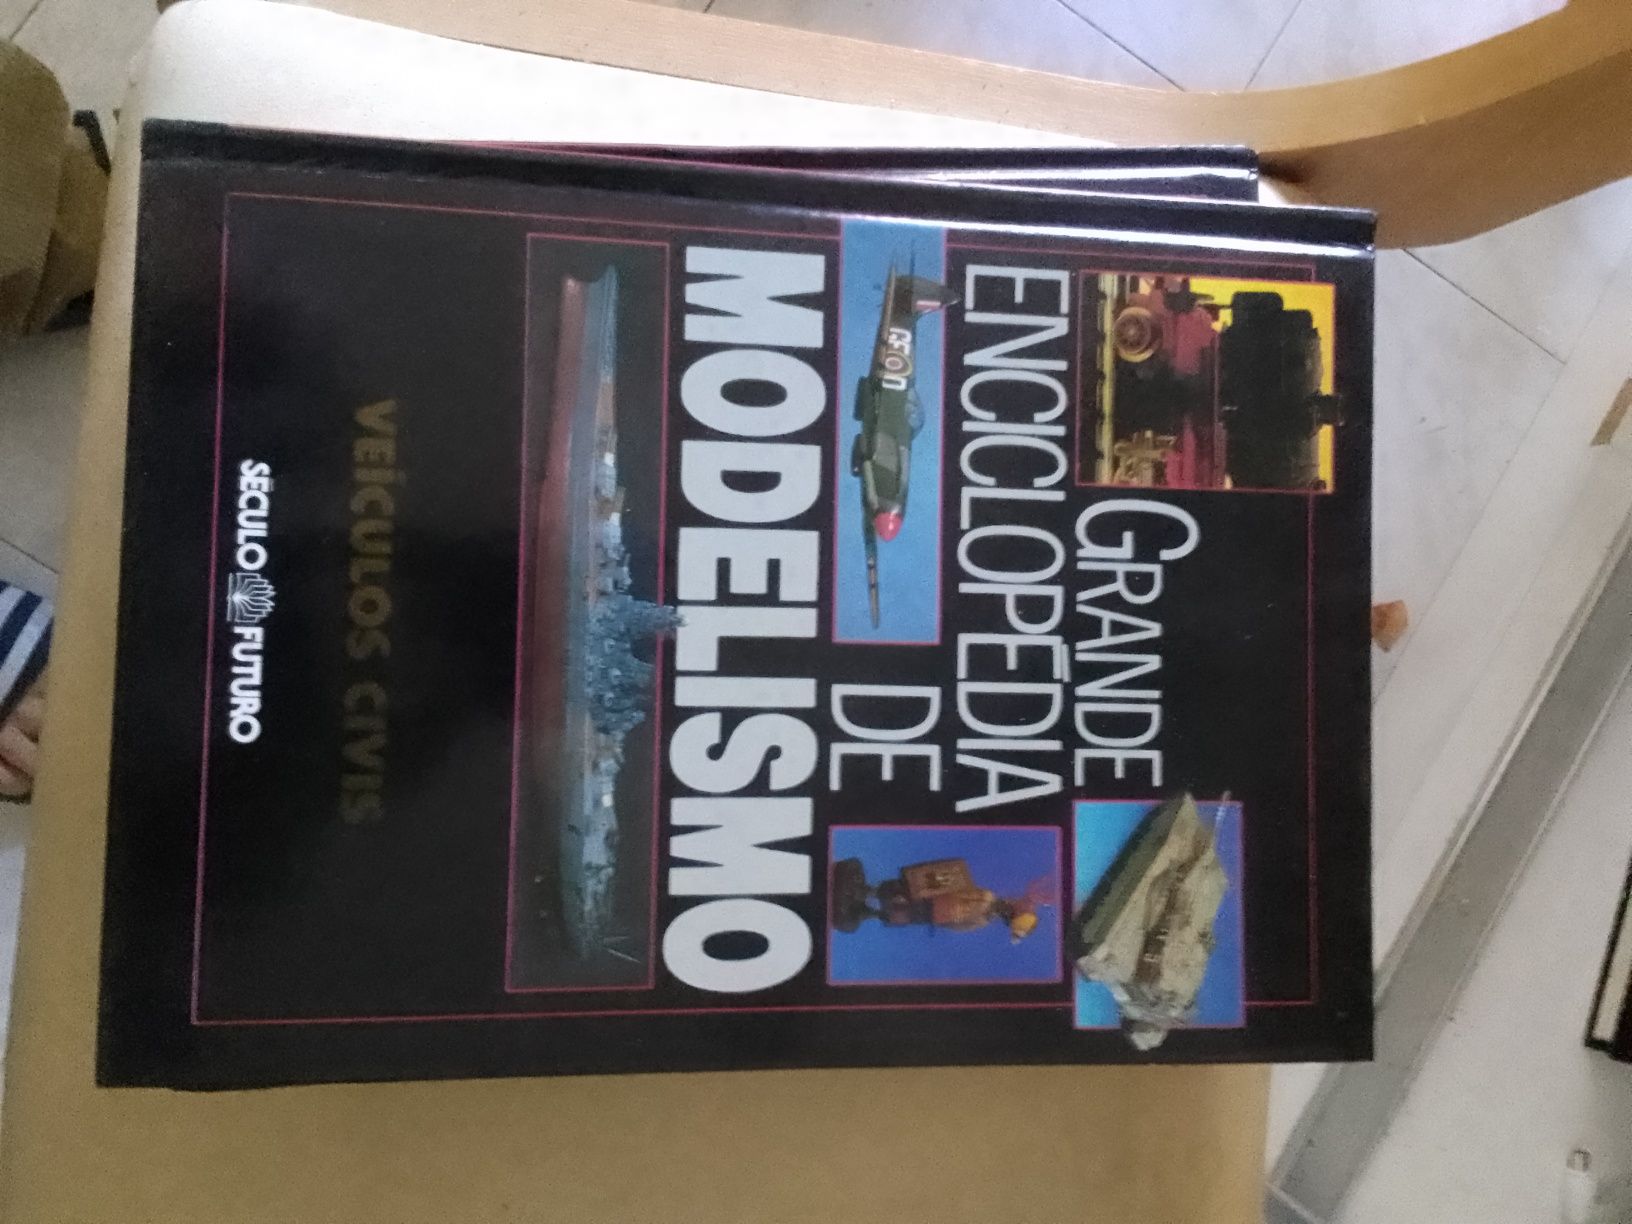 GRANDE
ENCICLOPÉDIA
DE
MODELISMO
VEÍCULOS CIVIS
SÉCULO FUTURO